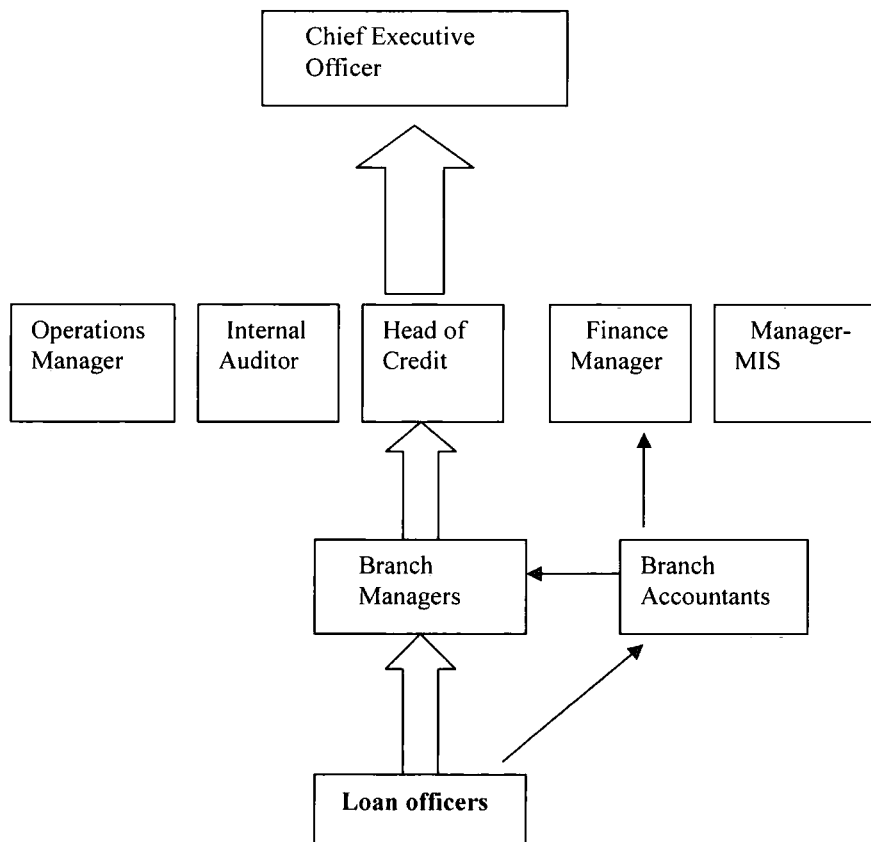 Chief Executive
Officer
Operations
Manager
Internal
Auditor
Head of
Credit
Finance
Manager
Manager-
MIS
Branch
Managers
Branch
Accountants
Loan officers